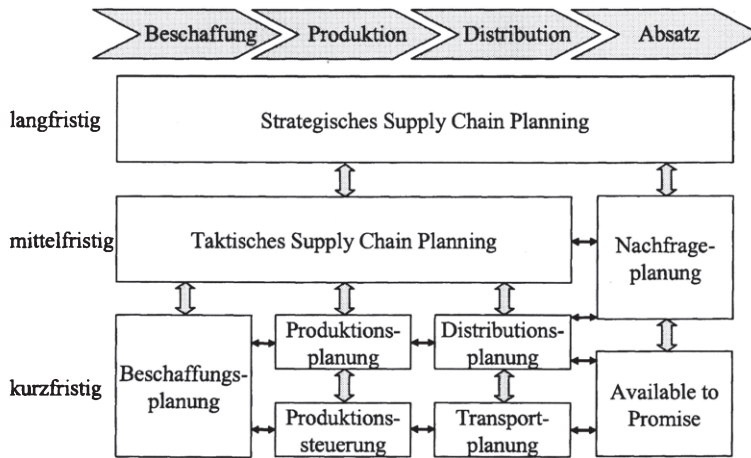 Beschaffung
Produktion
Distribution
Absatz
langfristig
Strategisches Supply Chain Planning
mittelfristig
Taktisches Supply Chain Planning
Nachfrage-
planung
kurzfristig
Beschaffungs-
planung
Produktions-
planung
Distributions-
planung
Produktions-
steuerung
Transport-
planung
Available to
Promise